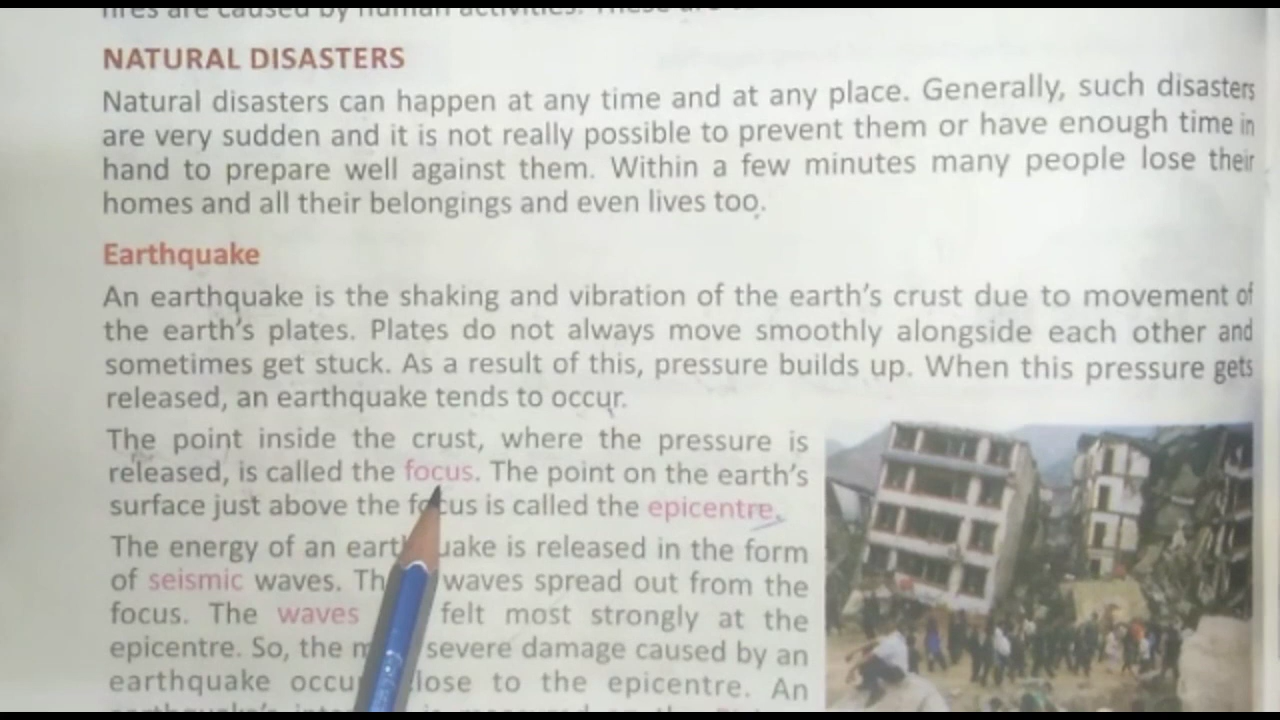 fires are caused by human activities. These are
NATURAL DISASTERS
Natural disasters can happen at any time and at any place. Generally, such disasters
are very sudden and it is not really possible to prevent them or have enough time in
hand to prepare well against them. Within a few minutes many people lose their
homes and all their belongings and even lives too.
Earthquake
An earthquake is the shaking and vibration of the earth's crust due to movement of
the earth's plates. Plates do not always move smoothly alongside each other and
sometimes get stuck. As a result of this, pressure builds up. When this pressure gets
released, an earthquake tends to occur.
The point inside the crust, where the pressure is
released, is called the focus. The point on the earth's
surface just above the focus is called the epicentre.
The energy of an earthquake is released in the form
of seismic waves. waves spread out from the
focus. The waves felt most strongly at the
epicentre. So, the severe damage caused by an
earthquake close to the epicentre. An